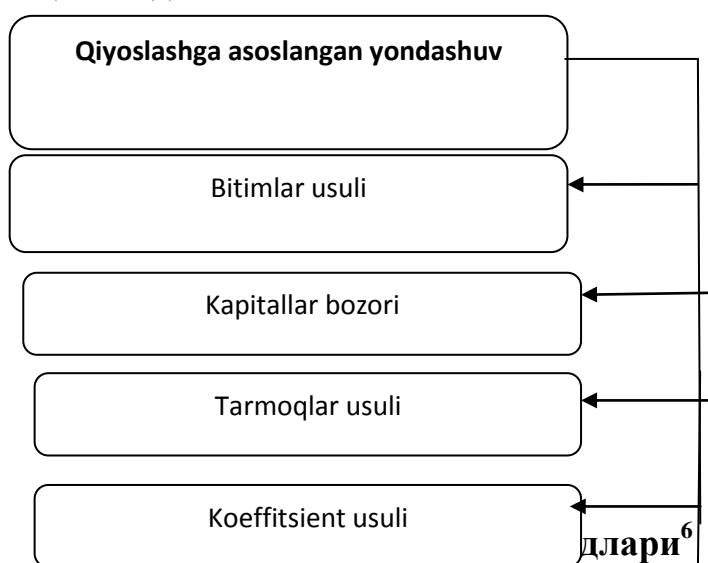 Qiyoslashga asoslangan yondashuv
Bitimlar usuli
Kapitallar bozori
Tarmoqlar usuli
Koeffitsient usuli
длари⁶